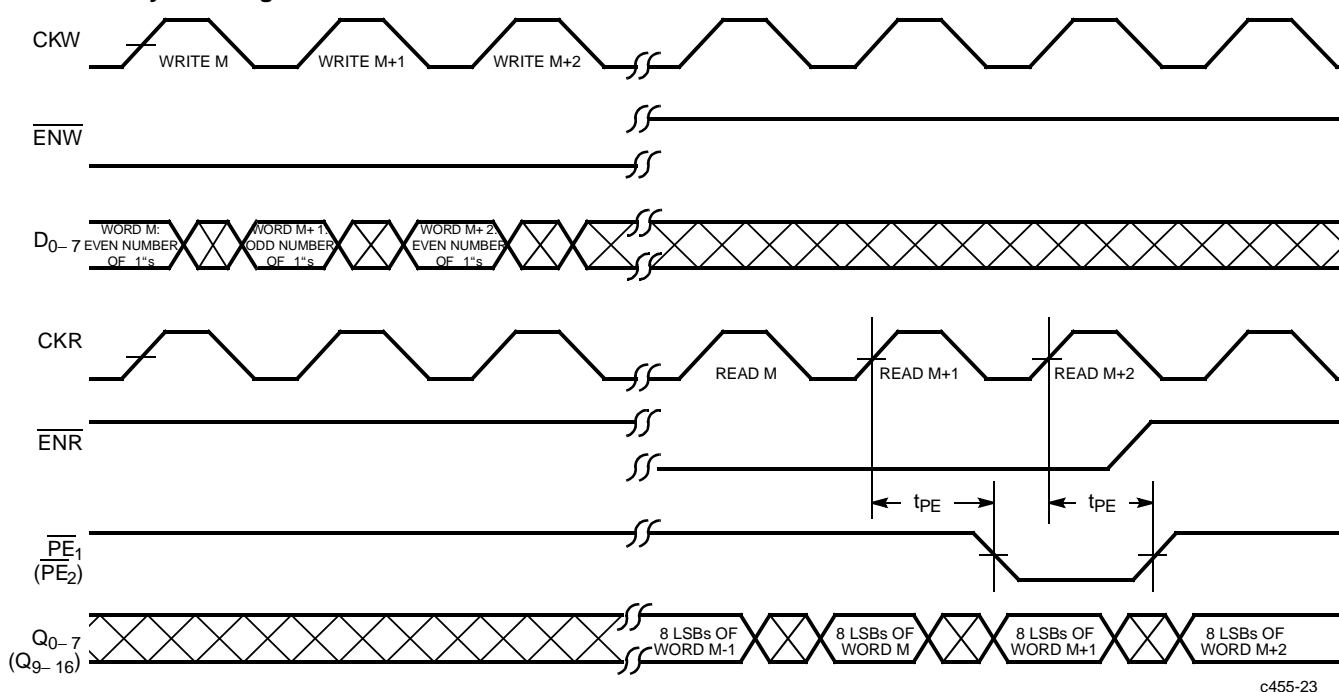 CKW
WRITE M WRITE M+1 WRITE M+2
ENW
D0–7
WORD M:
EVEN NUMBER
OF 1“s
WORD M+ 1:
ODD NUMBER
OF 1“s
WORD M+ 2:
EVEN NUMBER
OF 1“s
CKR
READ M READ M+1 READ M+2
ENR
tPE tPE
PE1
(PE2)
Q0–7
(Q9–16)
8 LSBs OF
WORD M-1
8 LSBs OF
WORD M
8 LSBs OF
WORD M+1
8 LSBs OF
WORD M+2
c455-23